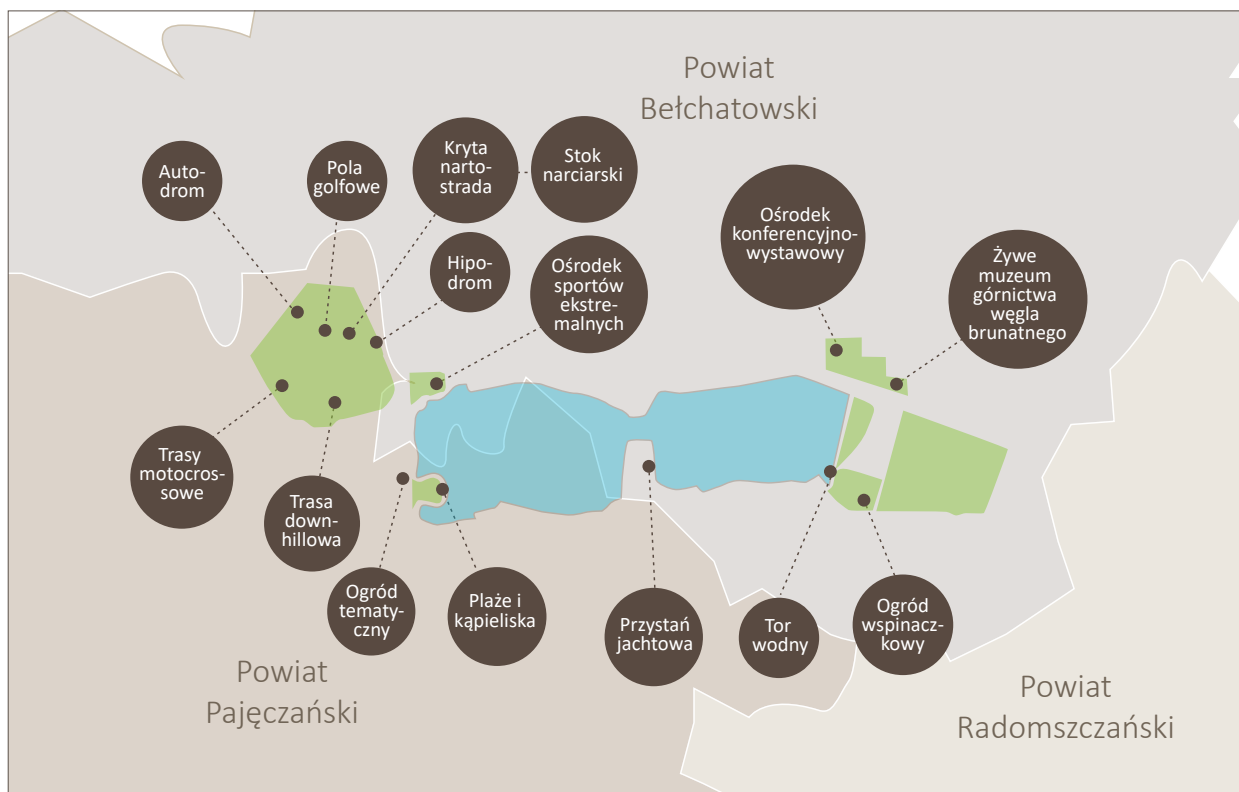 Powiat
Bełchatowski
Auto-
drom
Pola
golfowe
Kryta
narto-
strada
Stok
narciarski
Hipo-
drom
Ośrodek
sportów
ekstre-
malnych
Ośrodek
konferencyjno-
wystawowy
Żywe
muzeum
górnictwa
węgla
brunatnego
Trasy
motocros-
sowe
Trasa
down-
hillowa
Ogród
tematy-
czny
Plaże i
kąpieliska
Przystań
jachtowa
Tor
wodny
Ogród
wspinacz-
kowy
Powiat
Pajęczański
Powiat
Radomszczański